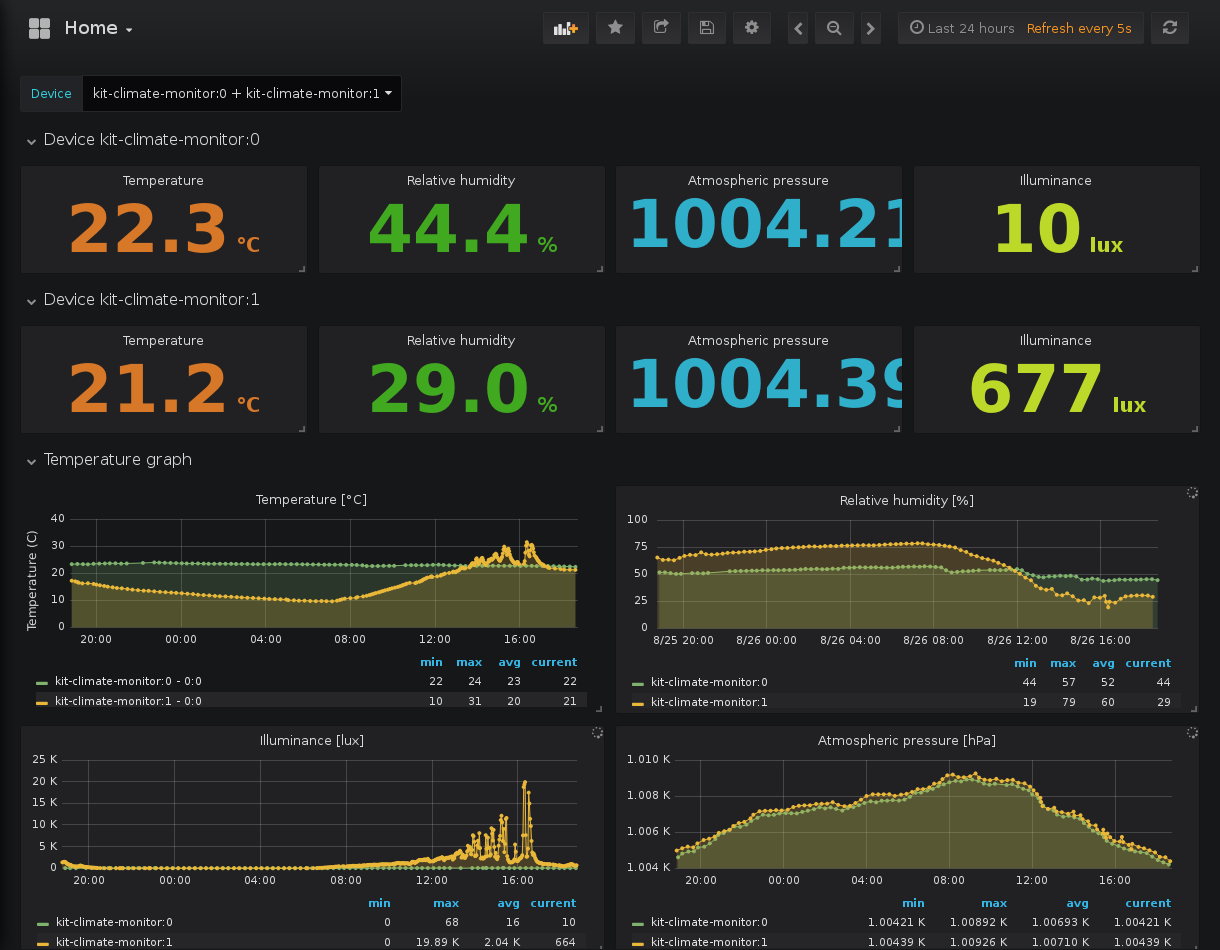 Home
Last 24 hours Refresh every 5s
Device kit-climate-monitor:0 + kit-climate-monitor:1
Device kit-climate-monitor:0
Temperature Relative humidity Atmospheric pressure Illuminance
22.3 °C 44.4 % 1004.21 10 lux
Device kit-climate-monitor:1
Temperature Relative humidity Atmospheric pressure Illuminance
21.2 °C 29.0 % 1004.39 677 lux
Temperature graph
Temperature [°C]
Temperature (C)
40
30
20
10
0
20:00 00:00 04:00 08:00 12:00 16:00
min max avg current
kit-climate-monitor:0 - 0:0 22 24 23 22
kit-climate-monitor:1 - 0:0 10 31 20 21
Relative humidity [%]
100
75
50
25
0
8/25 20:00 8/26 00:00 8/26 04:00 8/26 08:00 8/26 12:00 8/26 16:00
min max avg current
kit-climate-monitor:0 44 57 52 44
kit-climate-monitor:1 19 79 60 29
Illuminance [lux]
25 K
20 K
15 K
10 K
5 K
0
20:00 00:00 04:00 08:00 12:00 16:00
min max avg current
kit-climate-monitor:0 0 68 16 10
kit-climate-monitor:1 0 19.89 K 2.04 K 664
Atmospheric pressure [hPa]
1.010 K
1.008 K
1.006 K
1.004 K
20:00 00:00 04:00 08:00 12:00 16:00
min max avg current
kit-climate-monitor:0 1.00421 K 1.00892 K 1.00693 K 1.00421 K
kit-climate-monitor:1 1.00439 K 1.00926 K 1.00710 K 1.00439 K